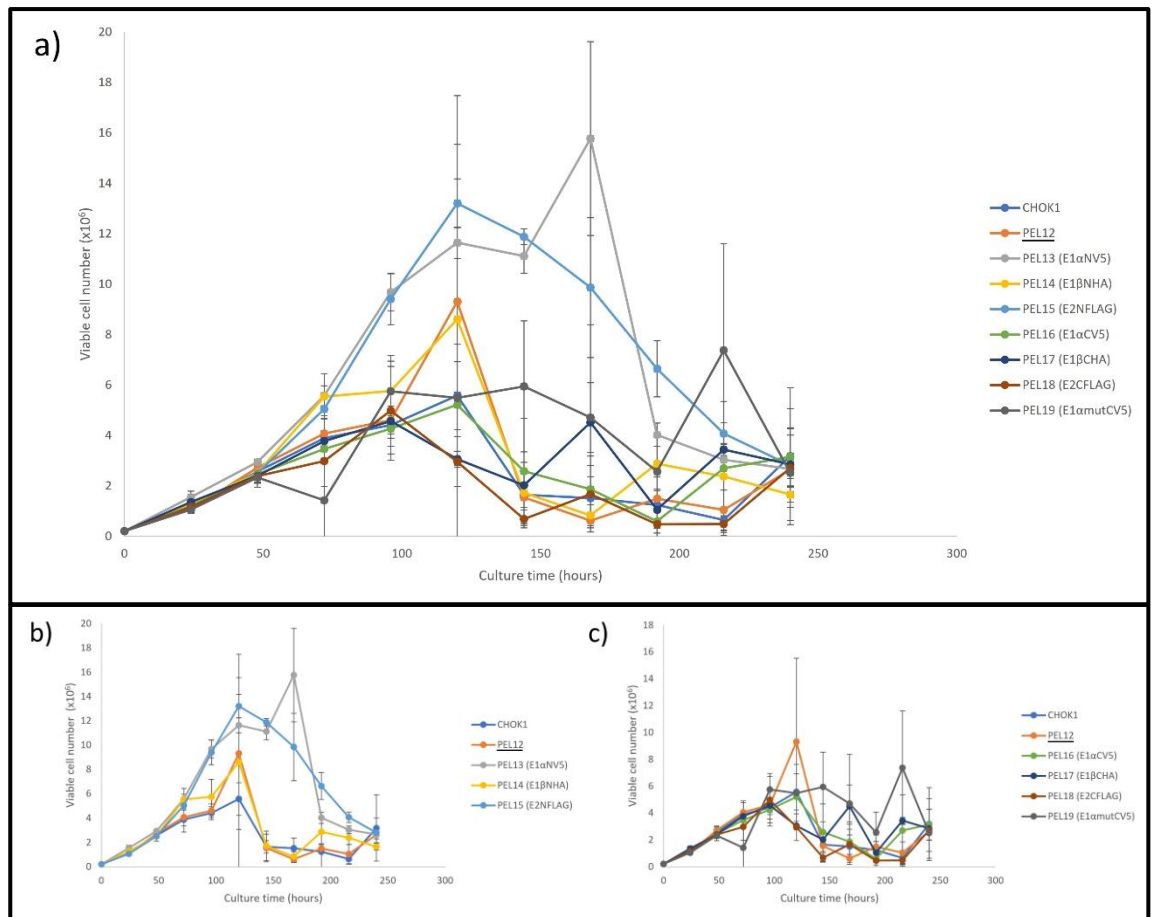 a)
20
18
16
14
12
10
8
6
4
2
0
Viable cell number (x10⁶)
0 50 100 150 200 250 300
Culture time (hours)
CHOK1
PEL12
PEL13 (E1αNV5)
PEL14 (E1βNHA)
PEL15 (E2NFLAG)
PEL16 (E1αCV5)
PEL17 (E1βCHA)
PEL18 (E2CFLAG)
PEL19 (E1αmutCV5)
b)
20
18
16
14
12
10
8
6
4
2
0
Viable cell number (x10⁶)
0 50 100 150 200 250 300
Culture time (hours)
CHOK1
PEL12
PEL13 (E1αNV5)
PEL14 (E1βNHA)
PEL15 (E2NFLAG)
c)
18
16
14
12
10
8
6
4
2
0
Viable cell number (x10⁶)
0 50 100 150 200 250 300
Culture time (hours)
CHOK1
PEL12
PEL16 (E1αCV5)
PEL17 (E1βCHA)
PEL18 (E2CFLAG)
PEL19 (E1αmutCV5)